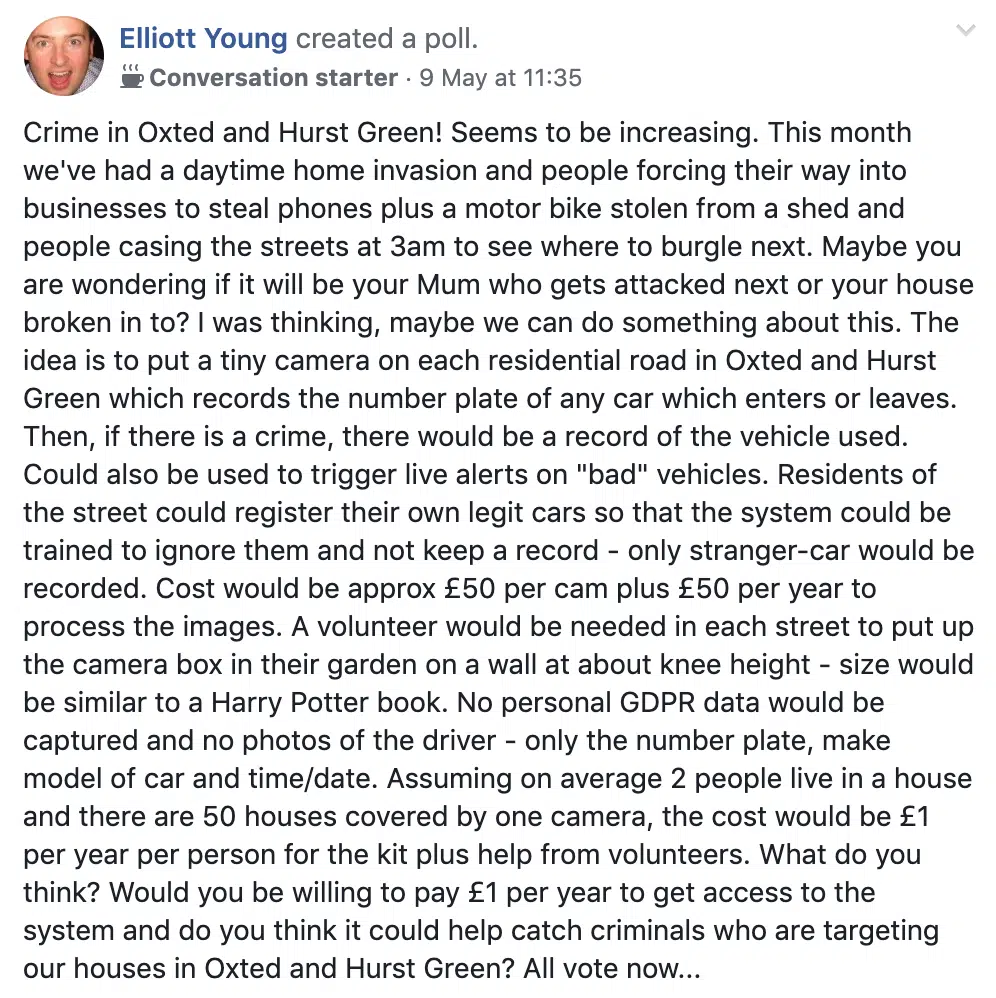 Elliott Young created a poll.
Conversation starter · 9 May at 11:35
Crime in Oxted and Hurst Green! Seems to be increasing. This month
we've had a daytime home invasion and people forcing their way into
businesses to steal phones plus a motor bike stolen from a shed and
people casing the streets at 3am to see where to burgle next. Maybe you
are wondering if it will be your Mum who gets attacked next or your house
broken in to? I was thinking, maybe we can do something about this. The
idea is to put a tiny camera on each residential road in Oxted and Hurst
Green which records the number plate of any car which enters or leaves.
Then, if there is a crime, there would be a record of the vehicle used.
Could also be used to trigger live alerts on "bad" vehicles. Residents of
the street could register their own legit cars so that the system could be
trained to ignore them and not keep a record - only stranger-car would be
recorded. Cost would be approx £50 per cam plus £50 per year to
process the images. A volunteer would be needed in each street to put up
the camera box in their garden on a wall at about knee height - size would
be similar to a Harry Potter book. No personal GDPR data would be
captured and no photos of the driver - only the number plate, make
model of car and time/date. Assuming on average 2 people live in a house
and there are 50 houses covered by one camera, the cost would be £1
per year per person for the kit plus help from volunteers. What do you
think? Would you be willing to pay £1 per year to get access to the
system and do you think it could help catch criminals who are targeting
our houses in Oxted and Hurst Green? All vote now...